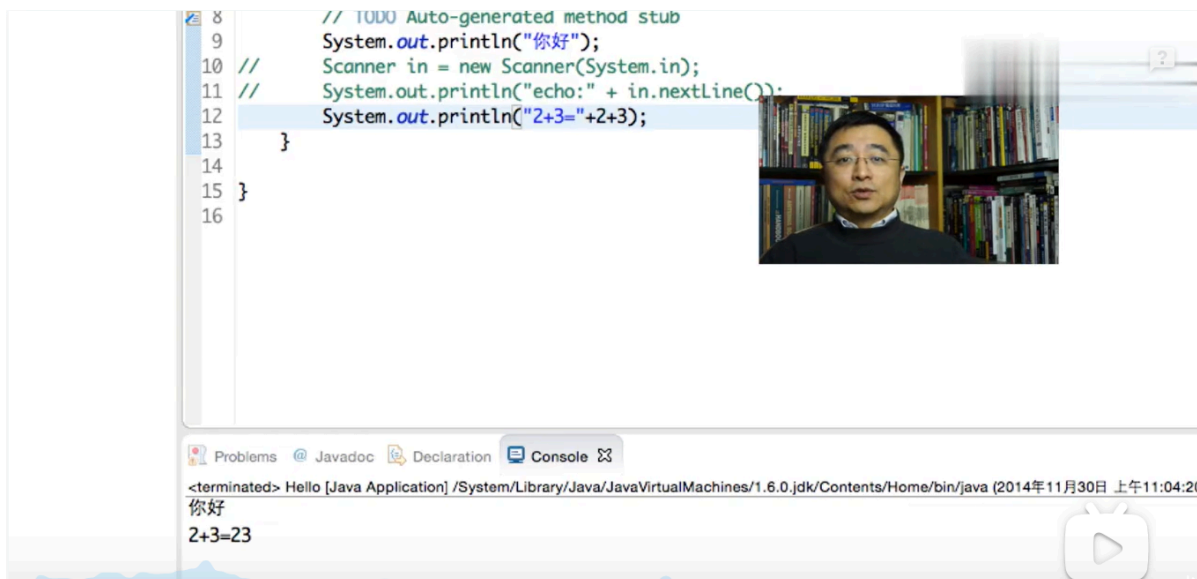 8 // TODO Auto-generated method stub
9 System.out.println("你好");
10 // Scanner in = new Scanner(System.in);
11 // System.out.println("echo:" + in.nextLine());
12 System.out.println("2+3="+2+3);
13 }
14
15 }
16
Problems @ Javadoc Declaration Console
<terminated> Hello [Java Application] /System/Library/Java/JavaVirtualMachines/1.6.0.jdk/Contents/Home/bin/java (2014年11月30日 上午11:04:20
你好
2+3=23